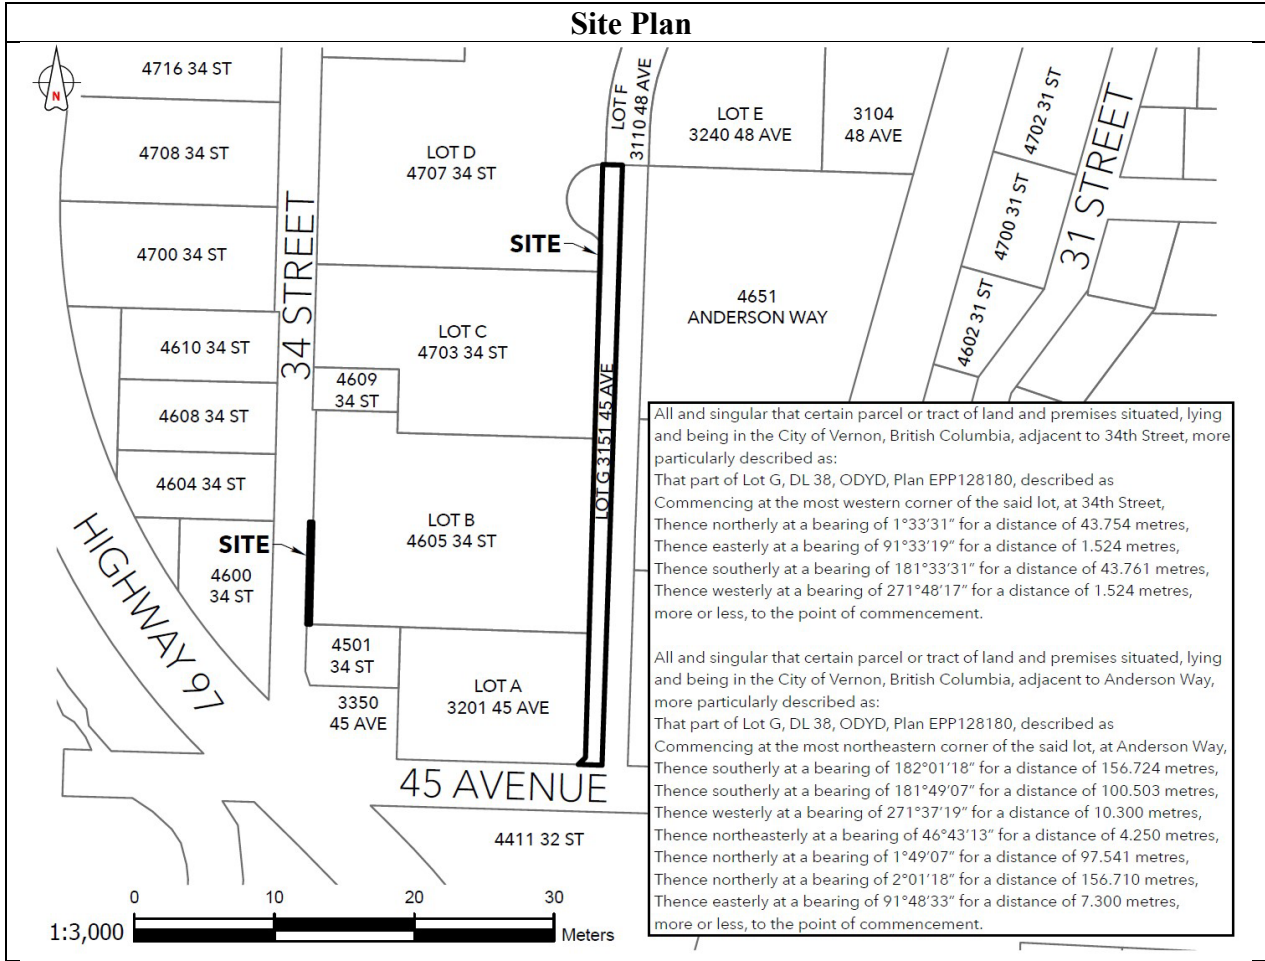 Site Plan
N
4716 34 ST
4708 34 ST
4700 34 ST
4610 34 ST
4608 34 ST
4604 34 ST
4600
34 ST
SITE
HIGHWAY 97
34 STREET
LOT D
4707 34 ST
SITE
LOT C
4703 34 ST
4609
34 ST
LOT B
4605 34 ST
4501
34 ST
3350
45 AVE
LOT A
3201 45 AVE
LOT G 3151 45 AVE
45 AVENUE
4411 32 ST
LOT F
3110 48 AVE
LOT E
3240 48 AVE
3104
48 AVE
4651
ANDERSON WAY
4702 31 ST
4700 31 ST
4602 31 ST
31 STREET
All and singular that certain parcel or tract of land and premises situated, lying
and being in the City of Vernon, British Columbia, adjacent to 34th Street, more
particularly described as:
That part of Lot G, DL 38, ODYD, Plan EPP128180, described as
Commencing at the most western corner of the said lot, at 34th Street,
Thence northerly at a bearing of 1°33'31" for a distance of 43.754 metres,
Thence easterly at a bearing of 91°33'19" for a distance of 1.524 metres,
Thence southerly at a bearing of 181°33'31" for a distance of 43.761 metres,
Thence westerly at a bearing of 271°48'17" for a distance of 1.524 metres,
more or less, to the point of commencement.
All and singular that certain parcel or tract of land and premises situated, lying
and being in the City of Vernon, British Columbia, adjacent to Anderson Way,
more particularly described as:
That part of Lot G, DL 38, ODYD, Plan EPP128180, described as
Commencing at the most northeastern corner of the said lot, at Anderson Way,
Thence southerly at a bearing of 182°01'18" for a distance of 156.724 metres,
Thence southerly at a bearing of 181°49'07" for a distance of 100.503 metres,
Thence westerly at a bearing of 271°37'19" for a distance of 10.300 metres,
Thence northeasterly at a bearing of 46°43'13" for a distance of 4.250 metres,
Thence northerly at a bearing of 1°49'07" for a distance of 97.541 metres,
Thence northerly at a bearing of 2°01'18" for a distance of 156.710 metres,
Thence easterly at a bearing of 91°48'33" for a distance of 7.300 metres,
more or less, to the point of commencement.
0 10 20 30
1:3,000 Meters